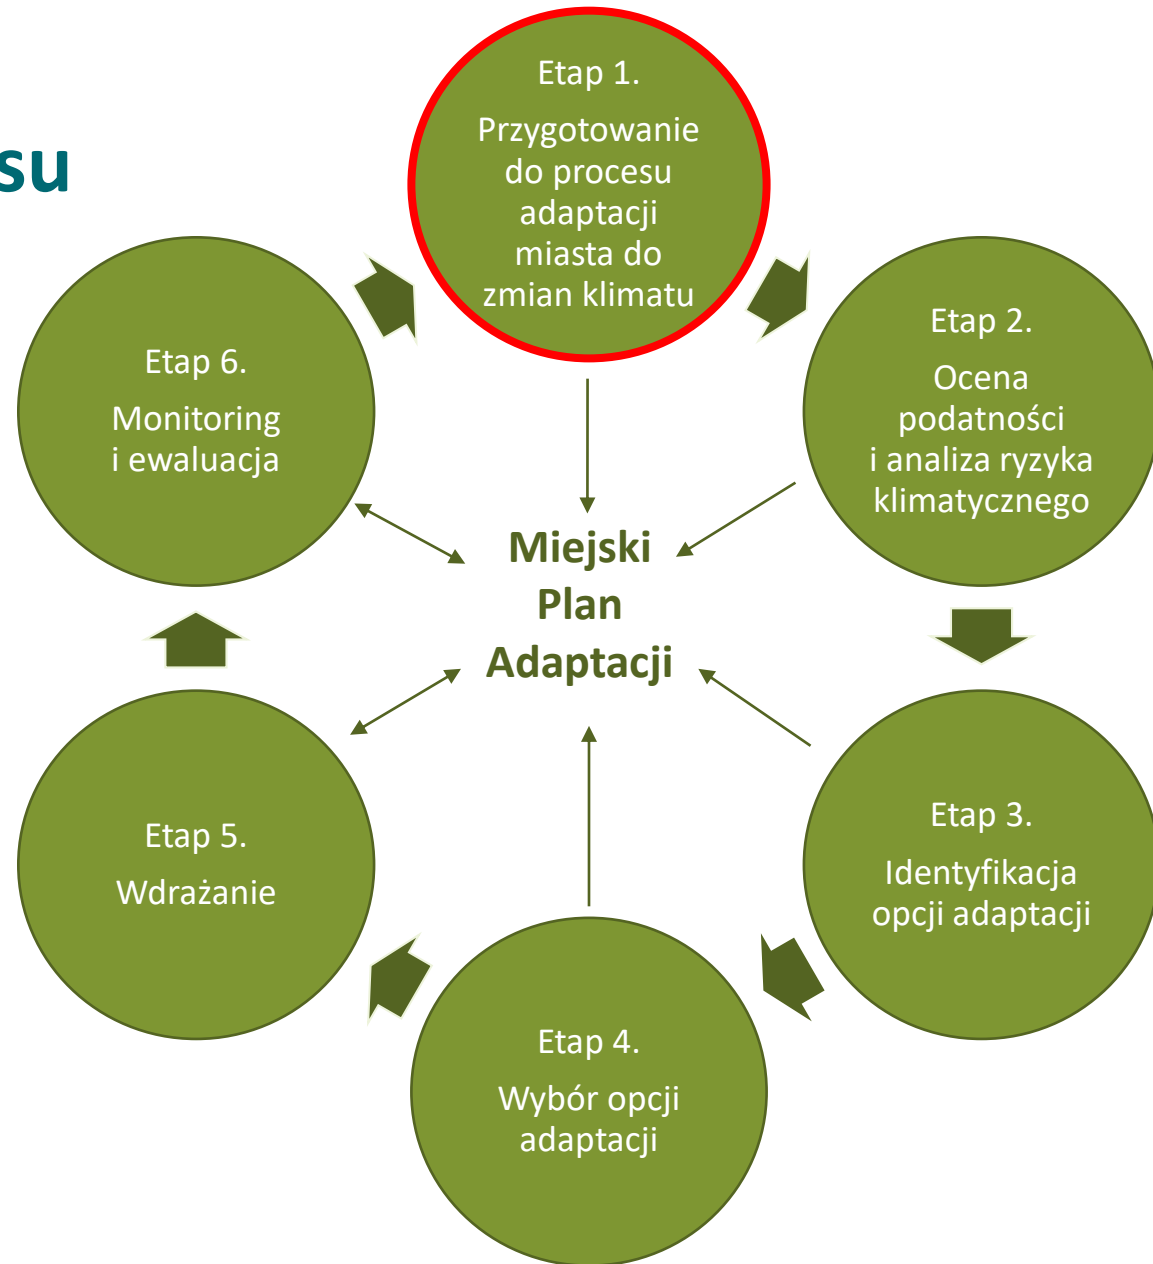 su
Etap 1.
Przygotowanie
do procesu
adaptacji
miasta do
zmian klimatu
Etap 2.
Ocena
podatności
i analiza ryzyka
klimatycznego
Etap 6.
Monitoring
i ewaluacja
Miejski
Plan
Adaptacji
Etap 3.
Identyfikacja
opcji adaptacji
Etap 5.
Wdrażanie
Etap 4.
Wybór opcji
adaptacji